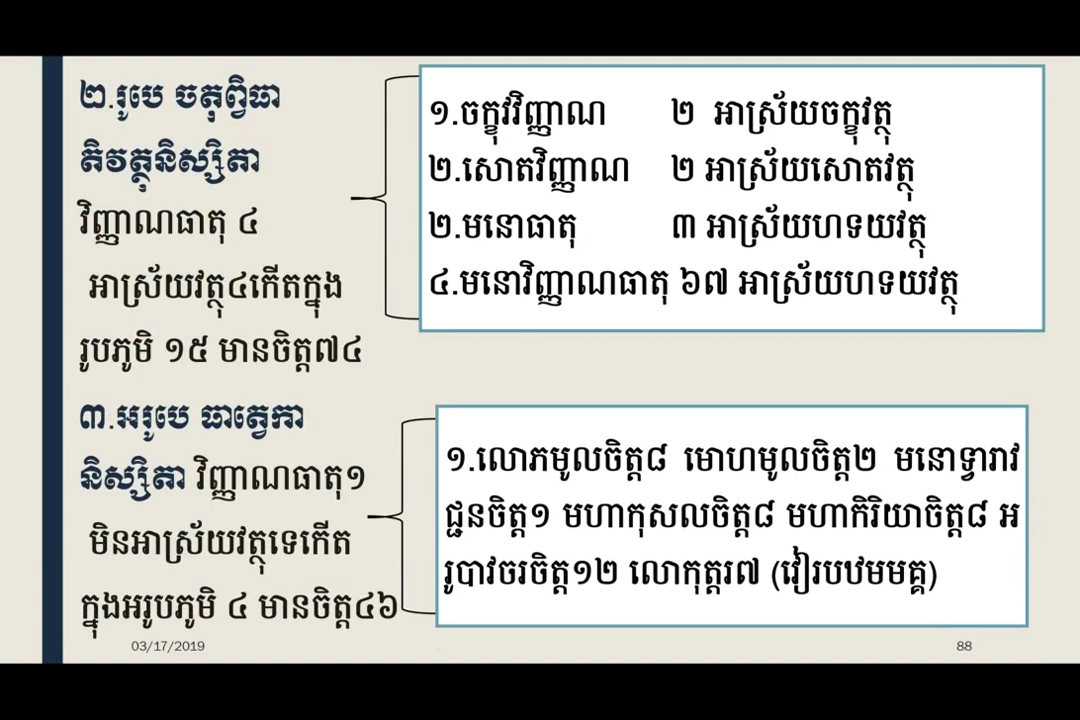 ២.រូបេ ចតុព្វិធា
តិវត្ថុនិស្សិតា
វិញ្ញាណធាតុ ៤
អាស្រ័យវត្ថុ៤កើតក្នុង
រូបភូមិ ១៥ មានចិត្ត៧៤
១.ចក្ខុវវិញ្ញាណ ២ អាស្រ័យចក្ខុវត្ថុ
២.សោតវិញ្ញាណ ២ អាស្រ័យសោតវត្ថុ
២.មនោធាតុ ៣ អាស្រ័យហទយវត្ថុ
៤.មនោវិញ្ញាណធាតុ ៦៧ អាស្រ័យហទយវត្ថុ
៣.អរូបេ ធាត្វេកា
និស្សិតា វិញ្ញាណធាតុ១
មិនអាស្រ័យវត្ថុទេកើត
ក្នុងអរូបភូមិ ៤ មានចិត្ត៤៦
១.លោភមូលចិត្ត៨ មោហមូលចិត្ត២ មនោទ្វារាវ
ជ្ជនចិត្ត១ មហាកុសលចិត្ត៨ មហាកិរិយាចិត្ត៨ អ
រូបាវចរចិត្ត១២ លោកុត្តរ៧ (វៀរបឋមមគ្គ)
03/17/2019
88